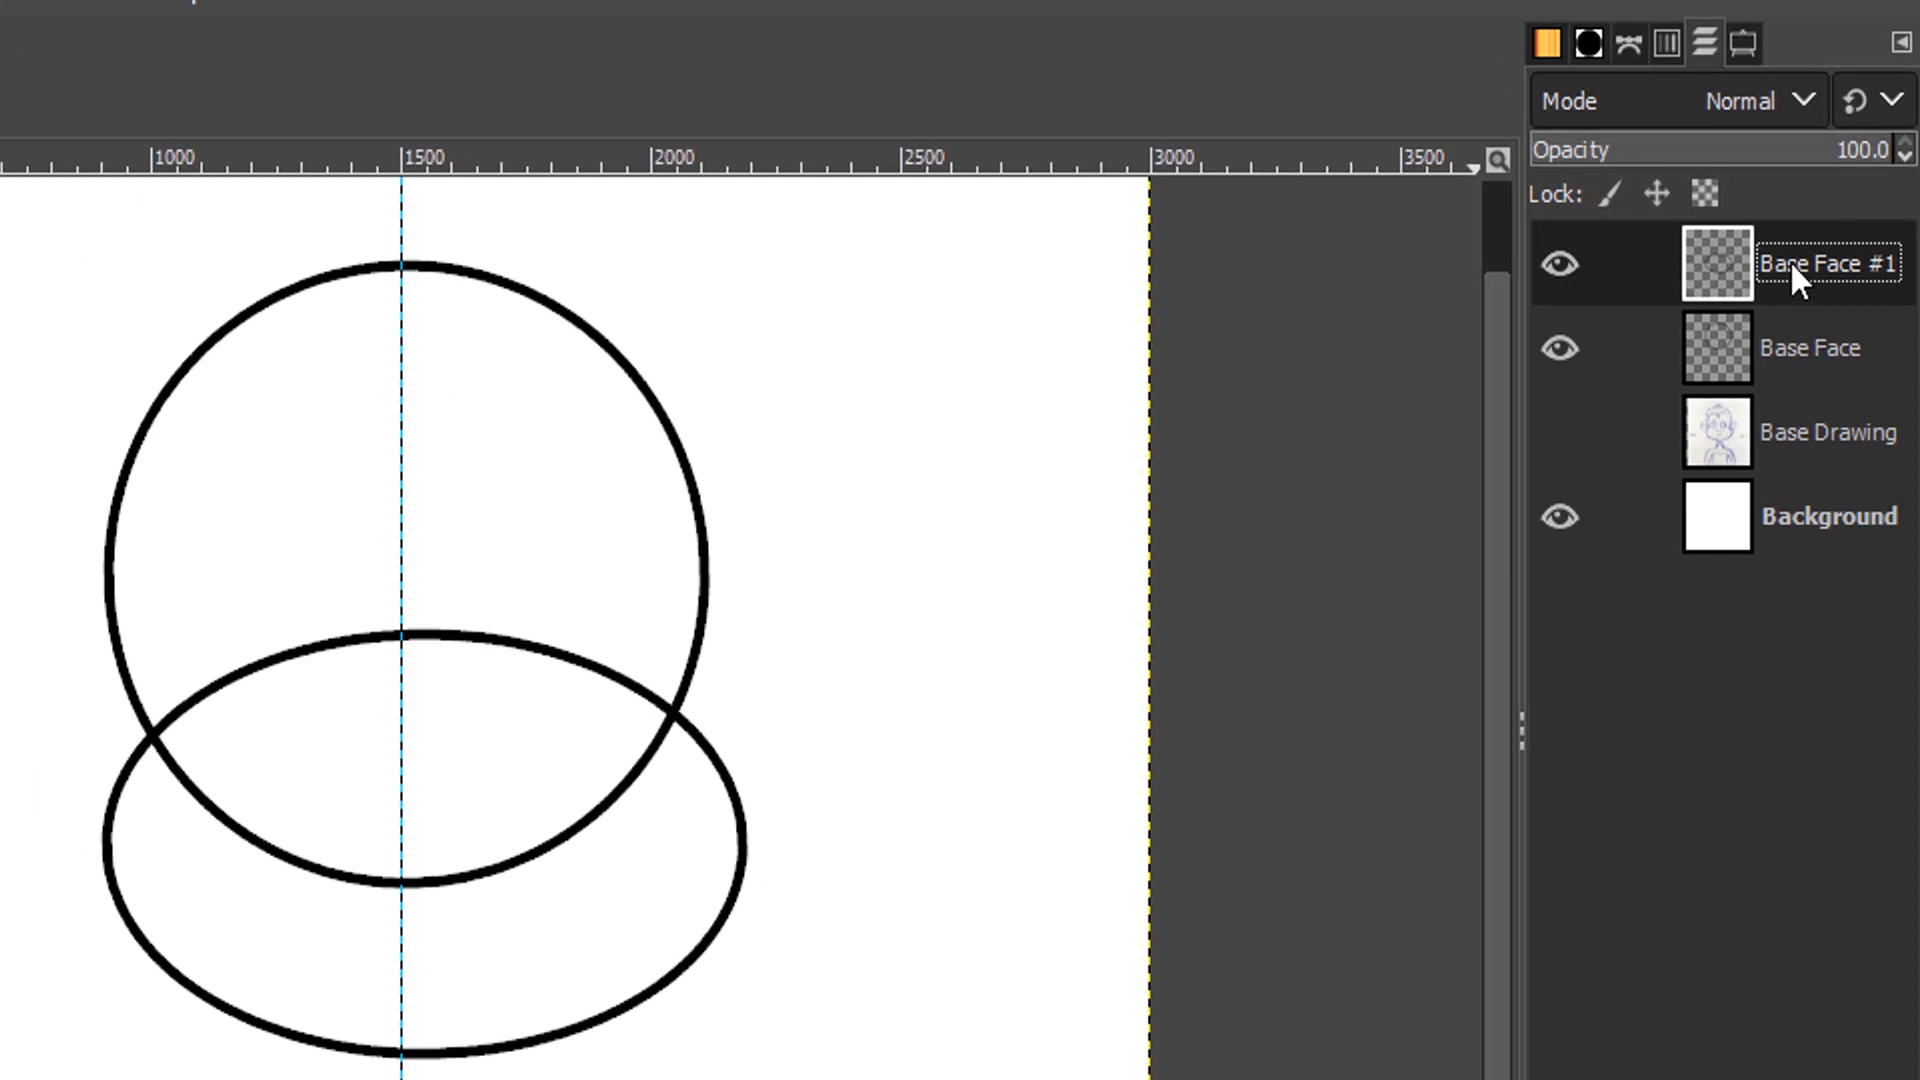 Mode Normal
Opacity 100.0
1000 1500 2000 2500 3000 3500
Lock:
Base Face #1
Base Face
Base Drawing
Background